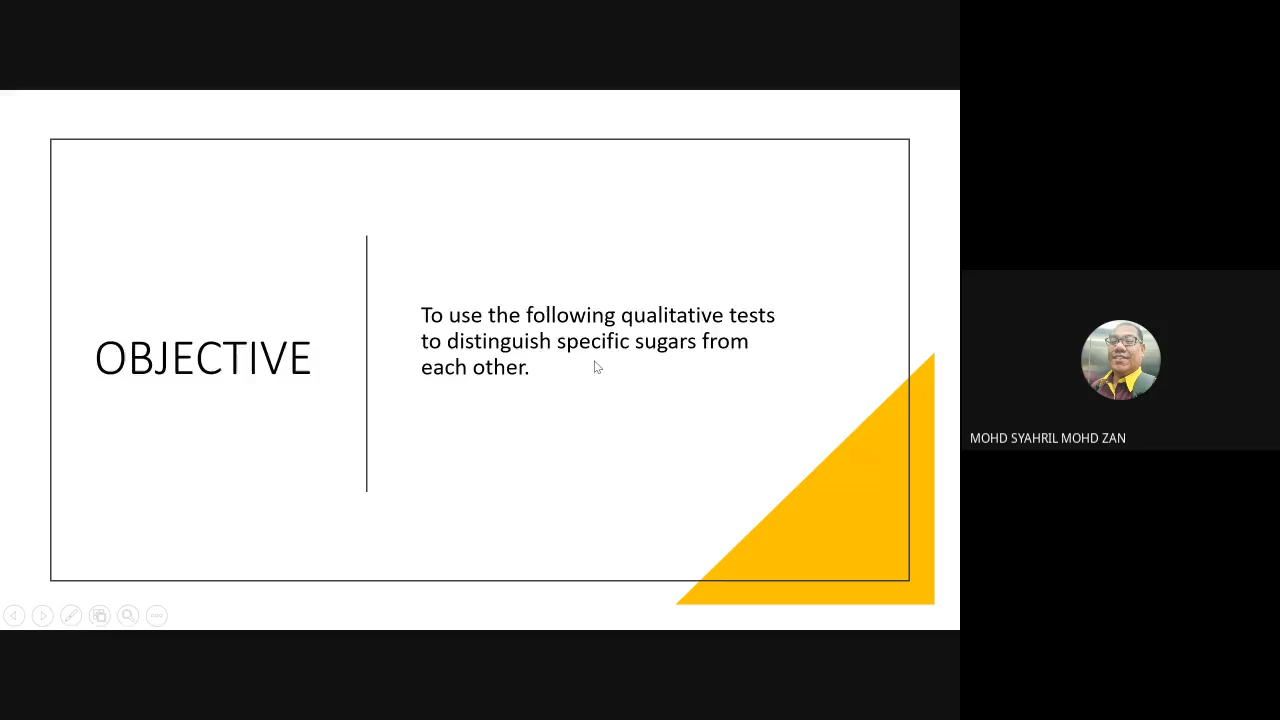 OBJECTIVE
To use the following qualitative tests
to distinguish specific sugars from
each other.
MOHD SYAHRIL MOHD ZAN